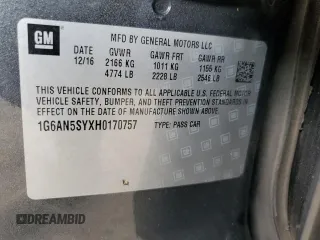 GM
MFD BY GENERAL MOTORS LLC
DATE GVWR GAWR FRT GAWR RR
12/16 2166 KG 1011 KG 1155 KG
4774 LB 2228 LB 2546 LB
THIS VEHICLE CONFORMS TO ALL APPLICABLE U.S. FEDERAL MOTOR
VEHICLE SAFETY, BUMPER, AND THEFT PREVENTION STANDARDS IN
EFFECT ON THE DATE OF MANUFACTURE SHOWN ABOVE.
1G6AN5SYXH0170757 TYPE: PASS CAR
DREAMBID